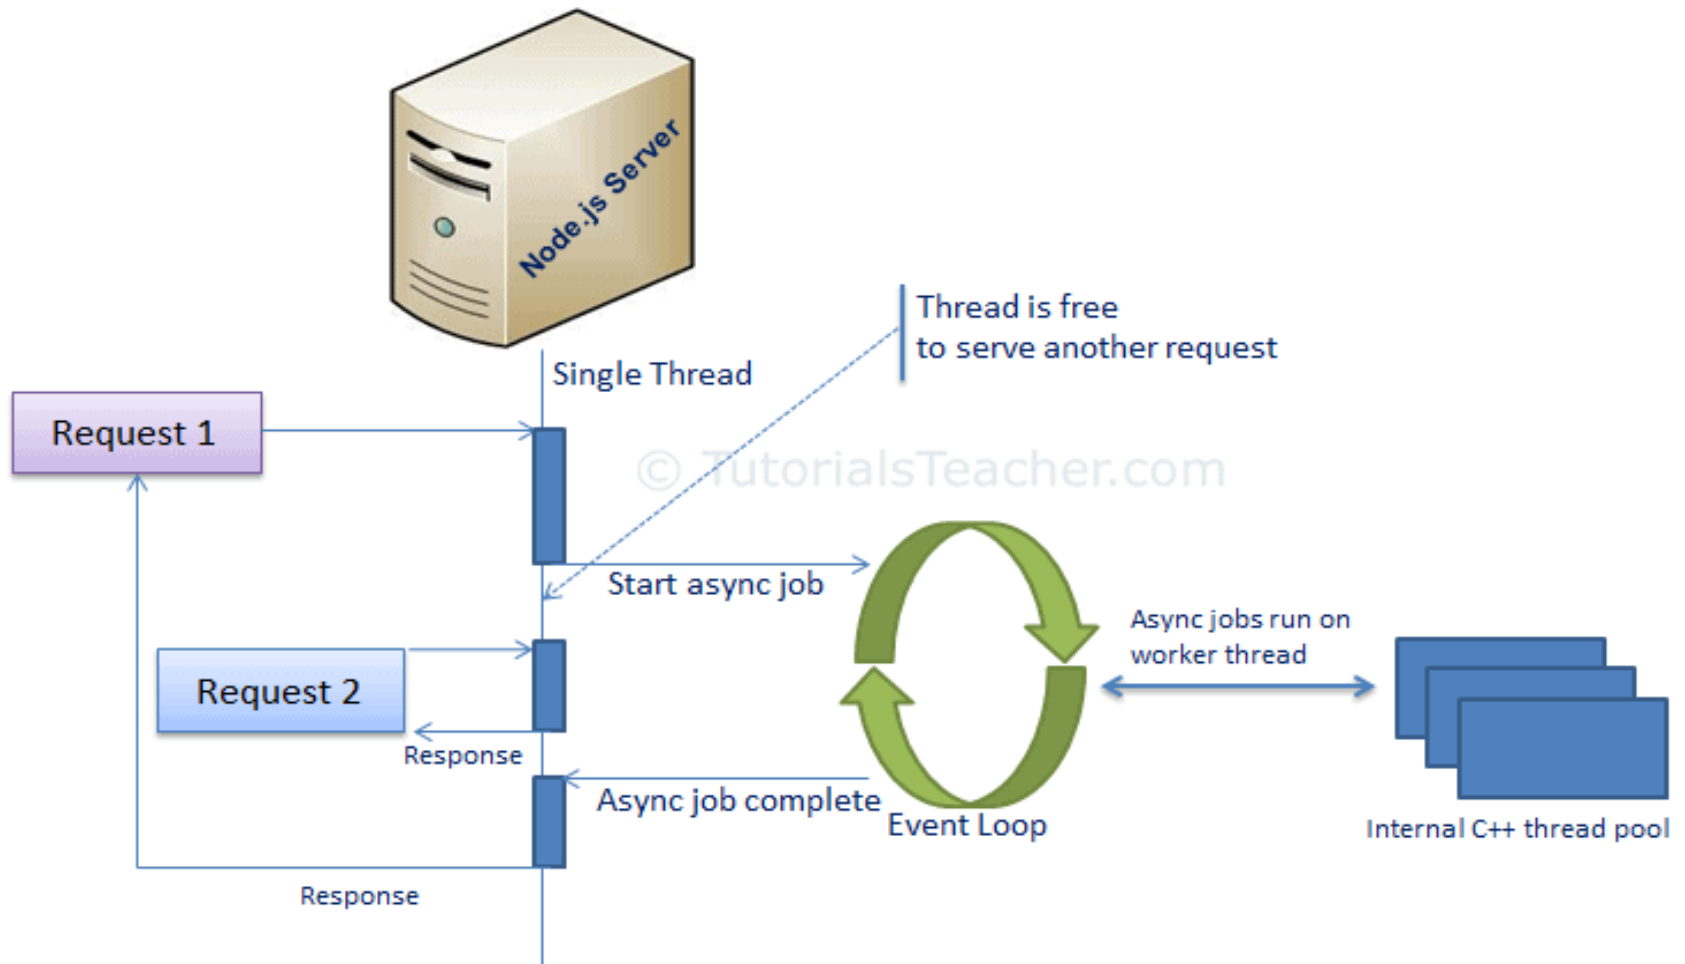 Node.js Server
Thread is free
to serve another request
Single Thread
Request 1
© TutorialsTeacher.com
Start async job
Async jobs run on
worker thread
Request 2
Response
Async job complete
Event Loop
Internal C++ thread pool
Response